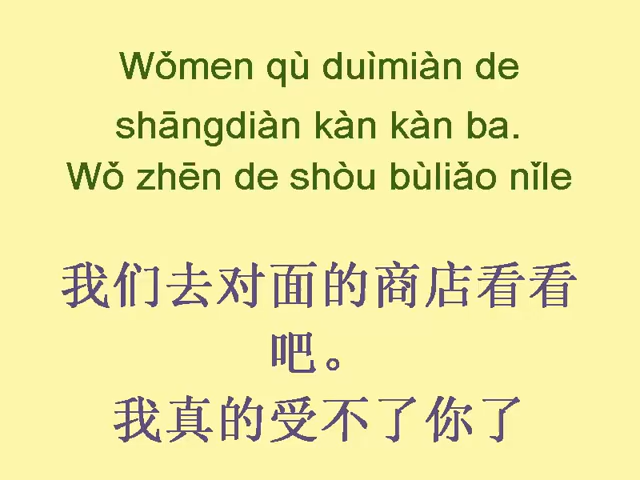 Wǒmen qù duìmiàn de
shāngdiàn kàn kàn ba.
Wǒ zhēn de shòu bùliǎo nǐle
我们去对面的商店看看
吧。
我真的受不了你了